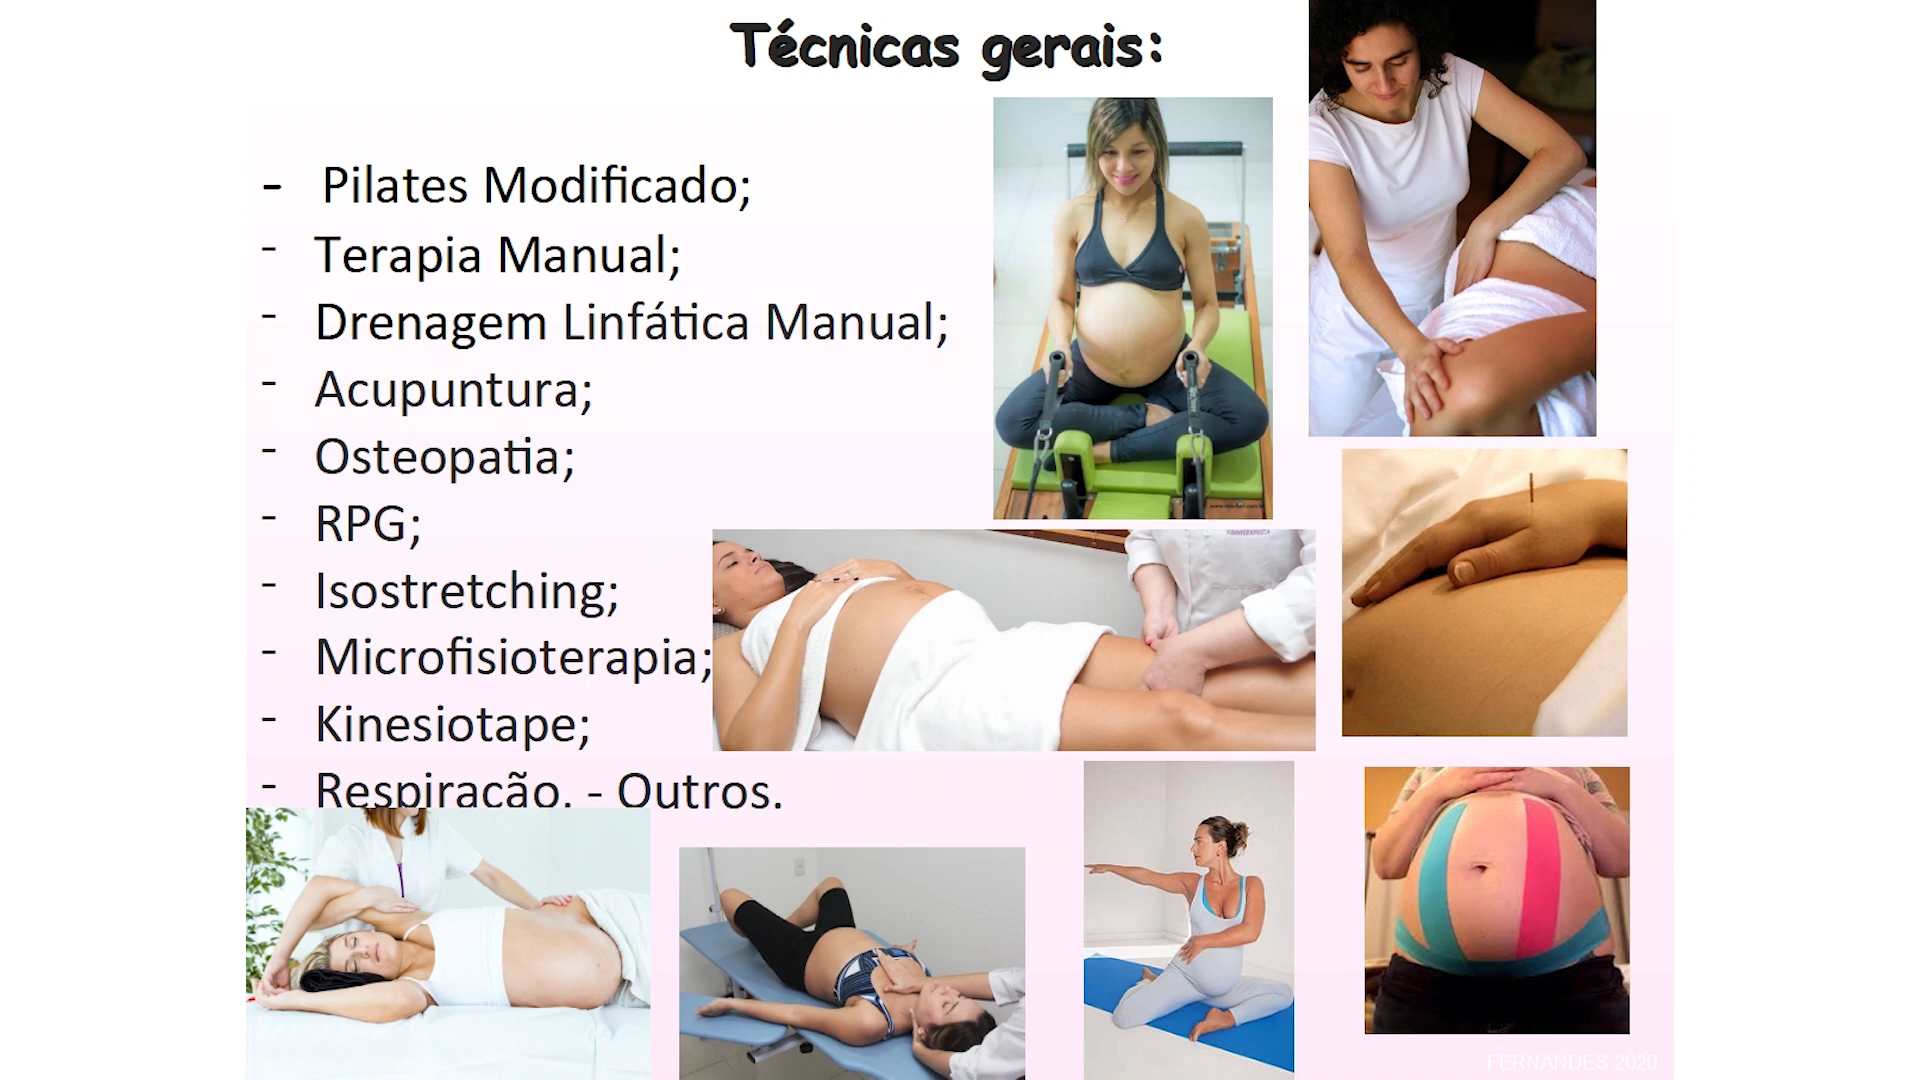 Técnicas gerais:
- Pilates Modificado;
- Terapia Manual;
- Drenagem Linfática Manual;
- Acupuntura;
- Osteopatia;
- RPG;
- Isostretching;
- Microfisioterapia;
- Kinesiotape;
- Respiração. - Outros.
FERNANDES 2020